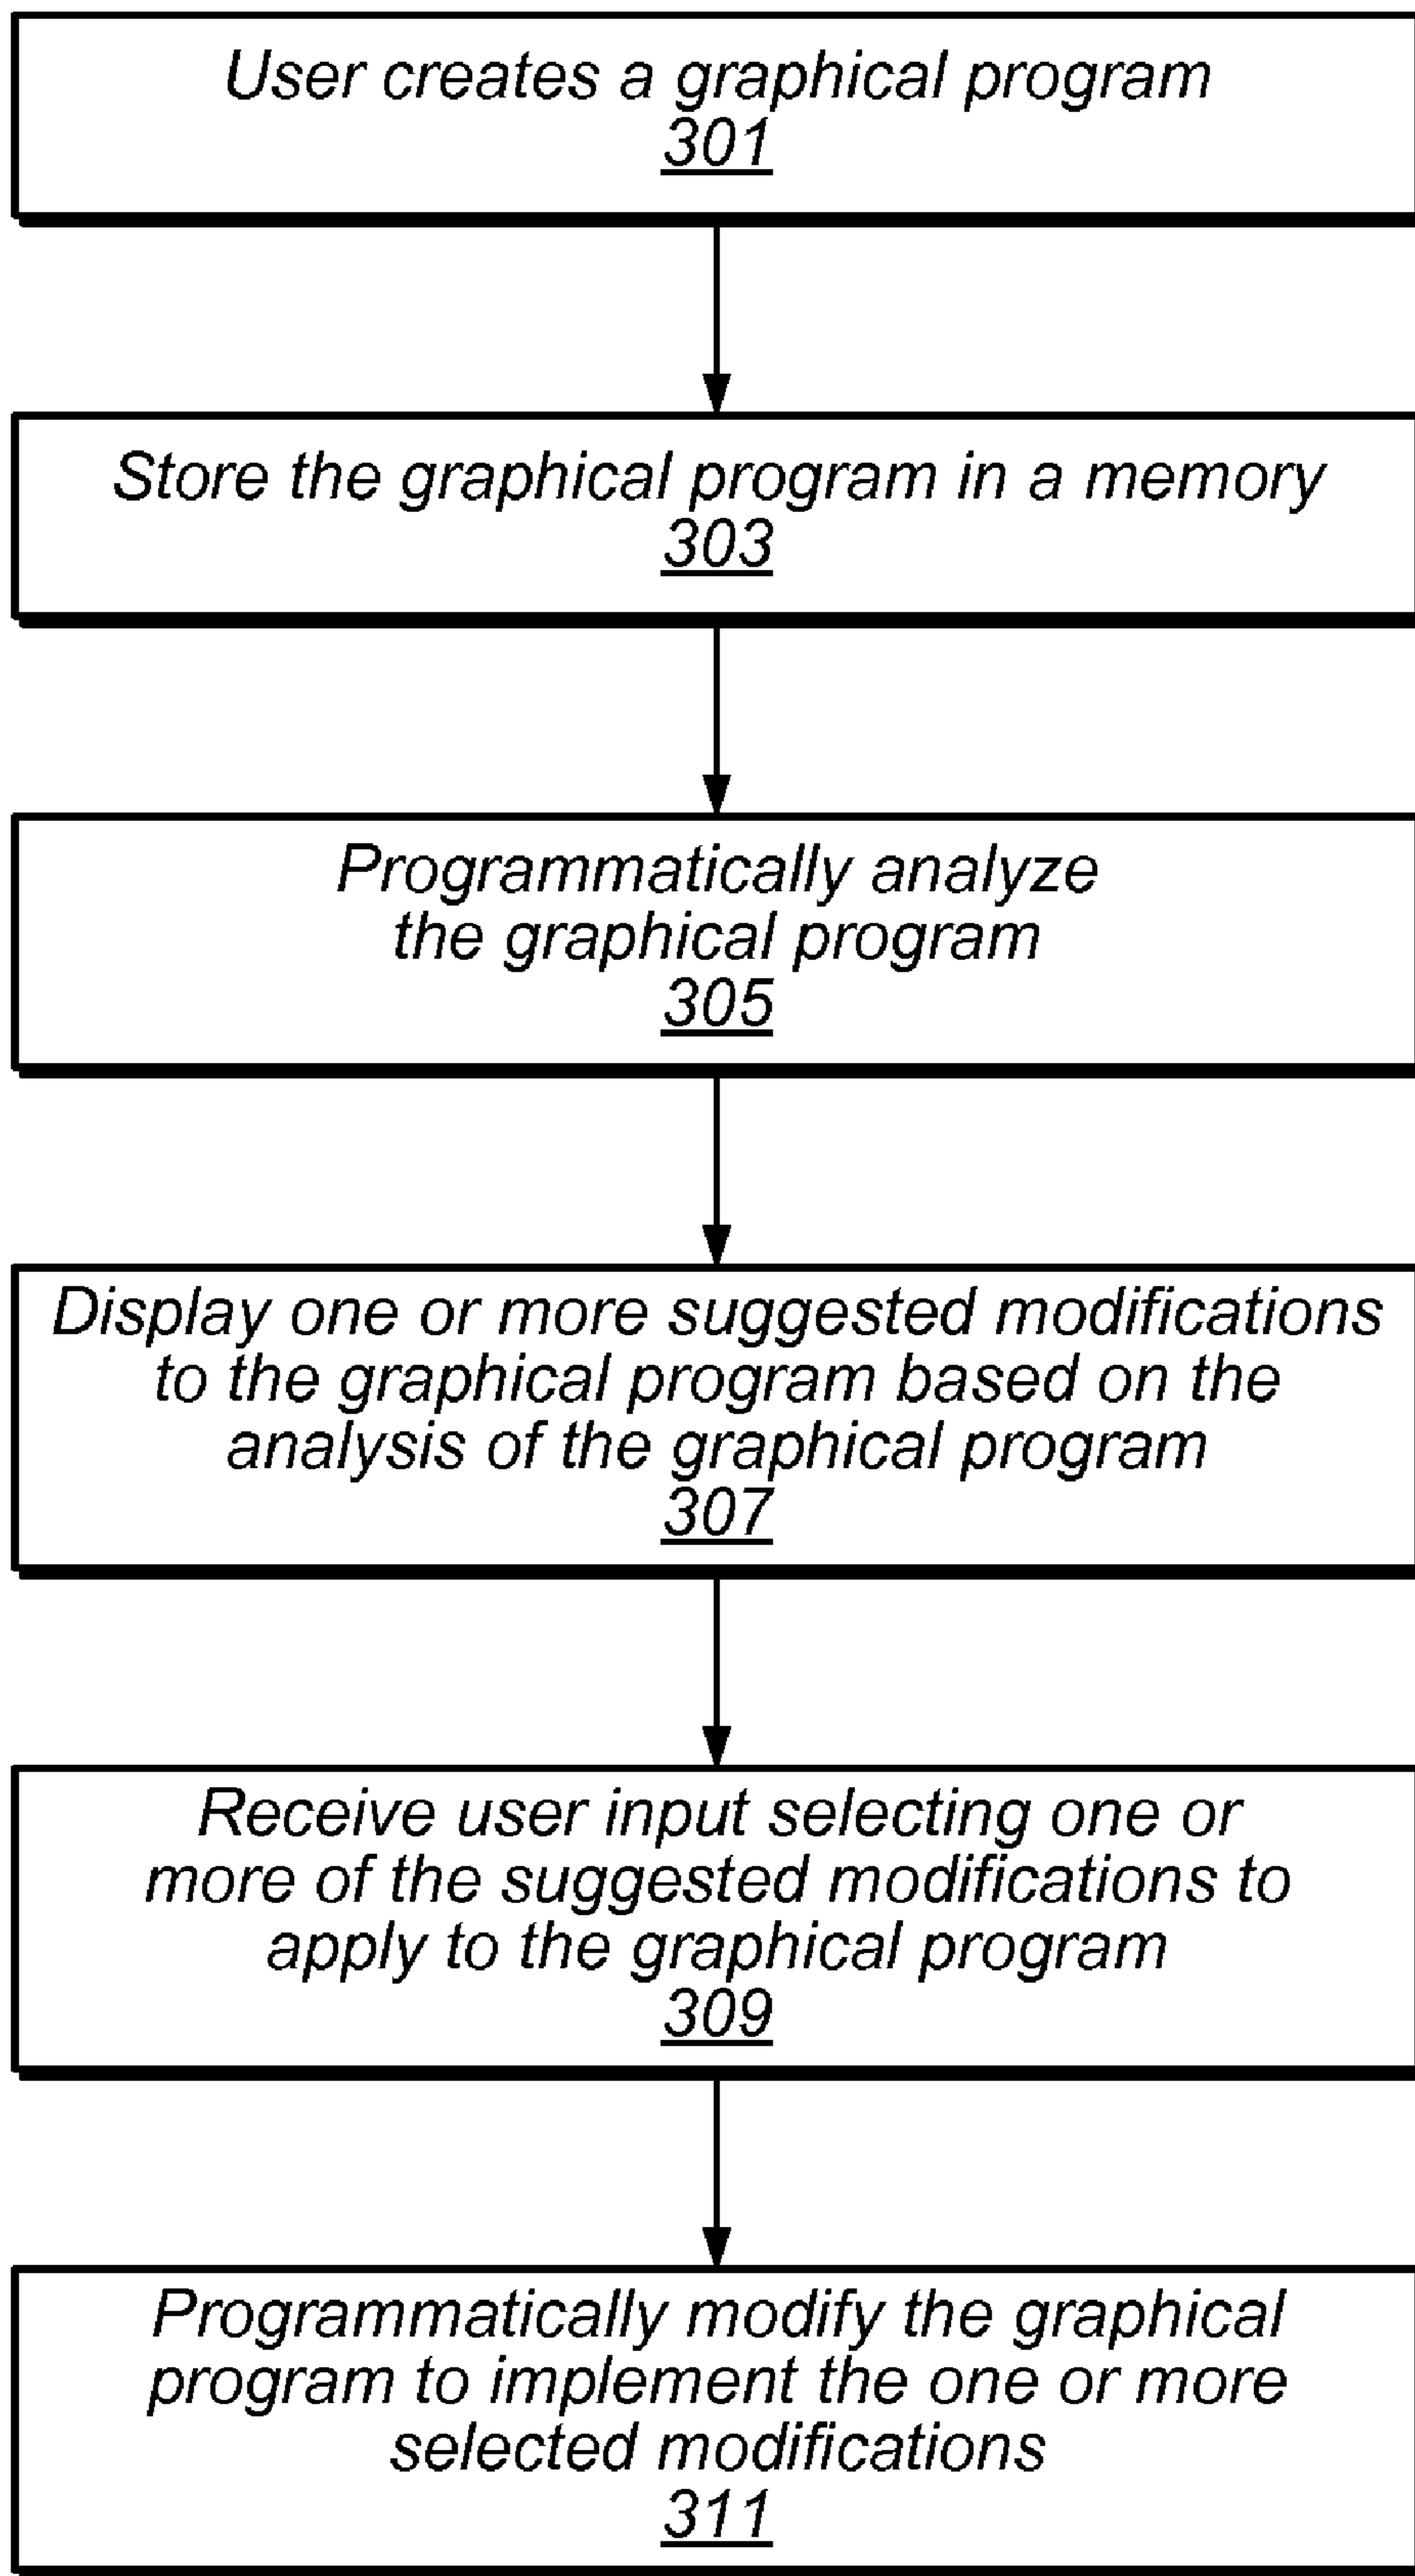 User creates a graphical program
301
Store the graphical program in a memory
303
Programmatically analyze
the graphical program
305
Display one or more suggested modifications
to the graphical program based on the
analysis of the graphical program
307
Receive user input selecting one or
more of the suggested modifications to
apply to the graphical program
309
Programmatically modify the graphical
program to implement the one or more
selected modifications
311